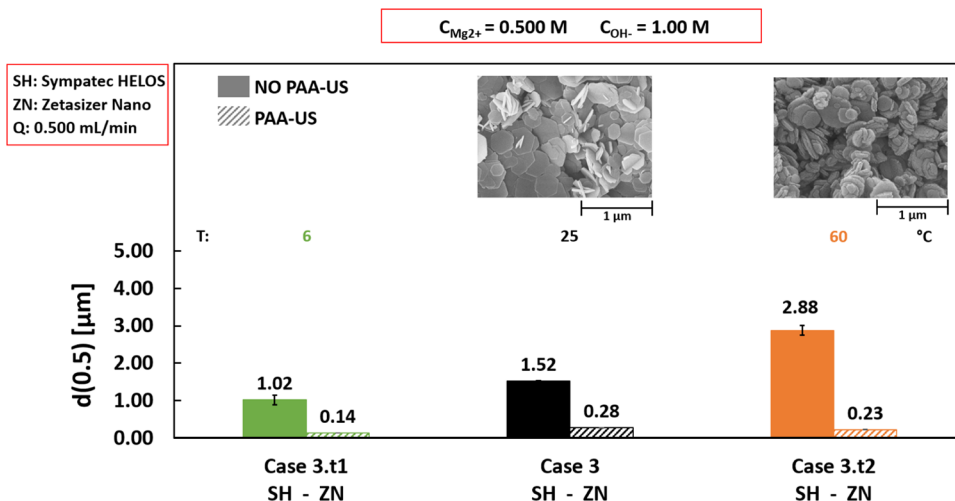 C_Mg2+ = 0.500 M C_OH- = 1.00 M
SH: Sympatec HELOS
ZN: Zetasizer Nano
Q: 0.500 mL/min
NO PAA-US
PAA-US
1 μm
1 μm
T: 6 25 60 °C
d(0.5) [μm]
5.00
4.00
3.00
2.00
1.00
0.00
1.02
0.14
1.52
0.28
2.88
0.23
Case 3.t1 Case 3 Case 3.t2
SH - ZN SH - ZN SH - ZN